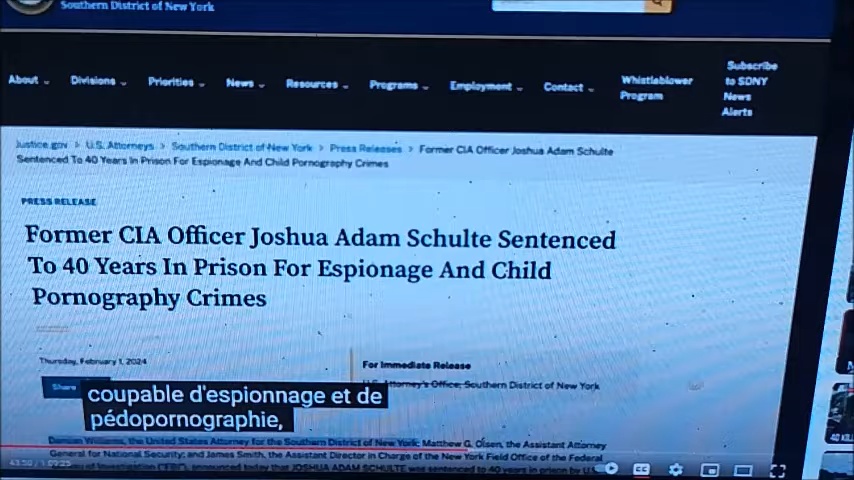 Southern District of New York
About
Divisions
Priorities
News
Resources
Programs
Employment
Contact
Whistleblower
Program
Subscribe
to SDNY
News
Alerts
Justice.gov > U.S. Attorneys > Southern District of New York > Press Releases > Former CIA Officer Joshua Adam Schulte
Sentenced To 40 Years In Prison For Espionage And Child Pornography Crimes
PRESS RELEASE
Former CIA Officer Joshua Adam Schulte Sentenced
To 40 Years In Prison For Espionage And Child
Pornography Crimes
Thursday, February 1, 2024
For Immediate Release
Share
U.S. Attorney's Office, Southern District of New York
coupable d'espionnage et de
pédopornographie,
Damian Williams, the United States Attorney for the Southern District of New York; Matthew G. Olsen, the Assistant Attorney
General for National Security; and James Smith, the Assistant Director in Charge of the New York Field Office of the Federal
announced today that JOSHUA ADAM SCHULTE was sentenced to 40 years in prison by U.S.
CC